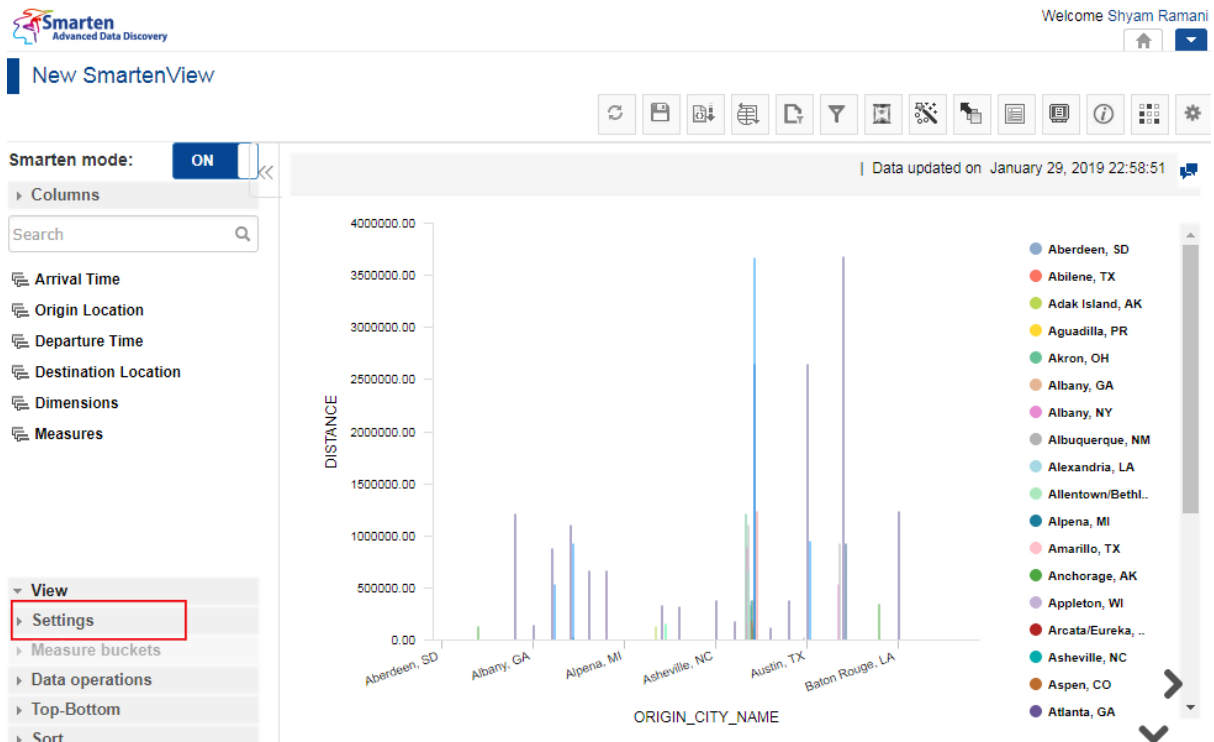 Smarten
Advanced Data Discovery
Welcome Shyam Ramani
New SmartenView
Smarten mode:
ON
| Data updated on January 29, 2019 22:58:51
Columns
Search
Arrival Time
Origin Location
Departure Time
Destination Location
Dimensions
Measures
View
Settings
Measure buckets
Data operations
Top-Bottom
Sort
4000000.00
3500000.00
3000000.00
2500000.00
2000000.00
1500000.00
1000000.00
500000.00
0.00
DISTANCE
Aberdeen, SD
Albany, GA
Alpena, MI
Asheville, NC
Austin, TX
Baton Rouge, LA
ORIGIN_CITY_NAME
Aberdeen, SD
Abilene, TX
Adak Island, AK
Aguadilla, PR
Akron, OH
Albany, GA
Albany, NY
Albuquerque, NM
Alexandria, LA
Allentown/Bethl..
Alpena, MI
Amarillo, TX
Anchorage, AK
Appleton, WI
Arcata/Eureka, ..
Asheville, NC
Aspen, CO
Atlanta, GA